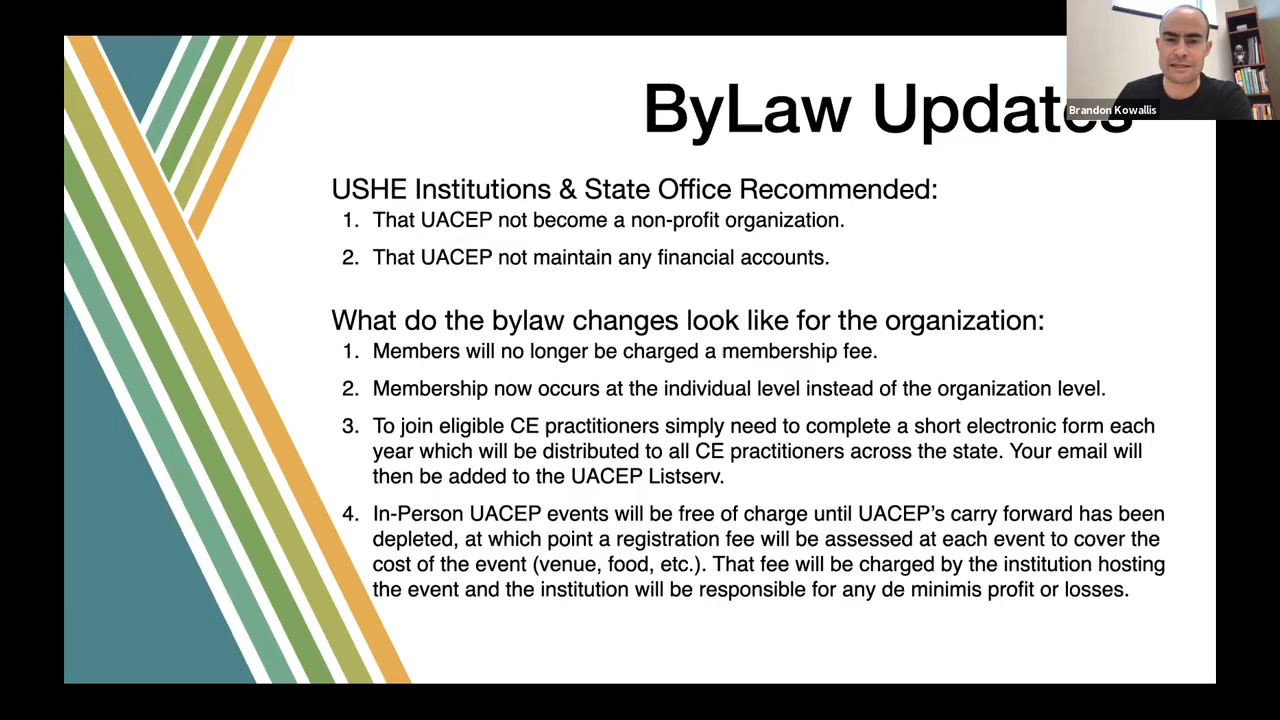 ByLaw Updates
Brandon Kowallis
USHE Institutions & State Office Recommended:
1. That UACEP not become a non-profit organization.
2. That UACEP not maintain any financial accounts.
What do the bylaw changes look like for the organization:
1. Members will no longer be charged a membership fee.
2. Membership now occurs at the individual level instead of the organization level.
3. To join eligible CE practitioners simply need to complete a short electronic form each
year which will be distributed to all CE practitioners across the state. Your email will
then be added to the UACEP Listserv.
4. In-Person UACEP events will be free of charge until UACEP’s carry forward has been
depleted, at which point a registration fee will be assessed at each event to cover the
cost of the event (venue, food, etc.). That fee will be charged by the institution hosting
the event and the institution will be responsible for any de minimis profit or losses.